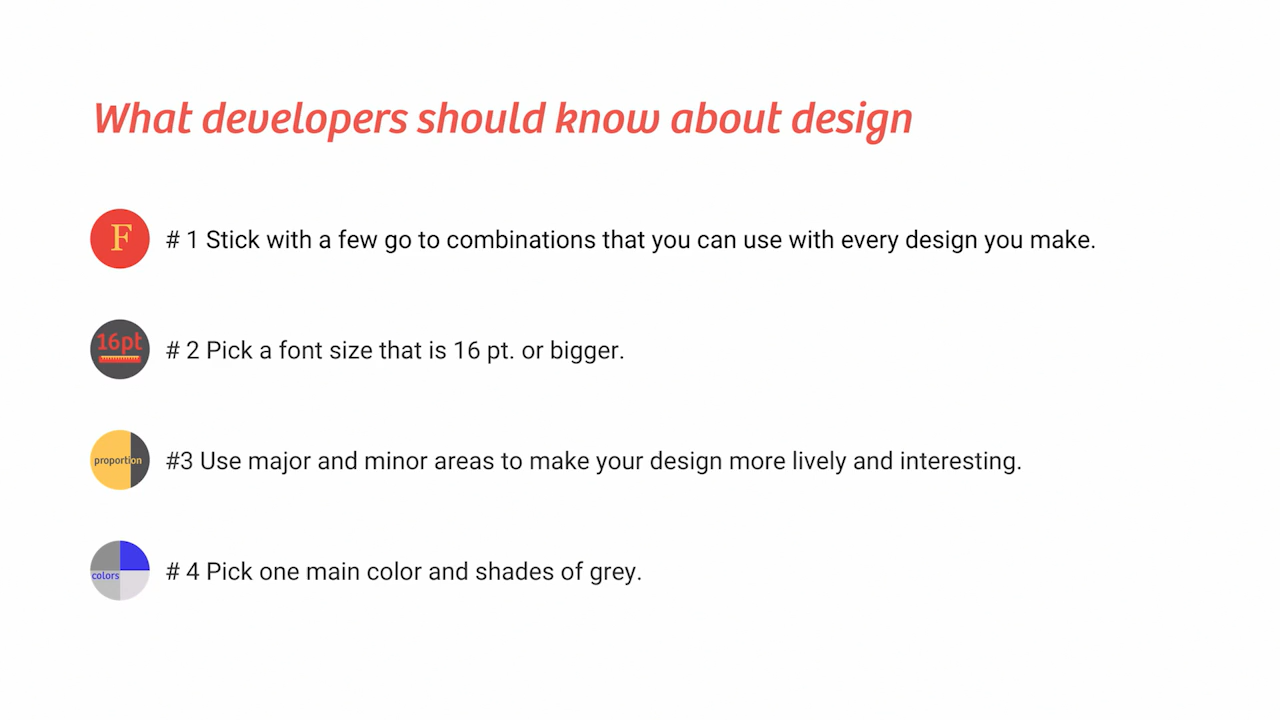 What developers should know about design
F
# 1 Stick with a few go to combinations that you can use with every design you make.
16pt
# 2 Pick a font size that is 16 pt. or bigger.
proportion
#3 Use major and minor areas to make your design more lively and interesting.
colors
# 4 Pick one main color and shades of grey.